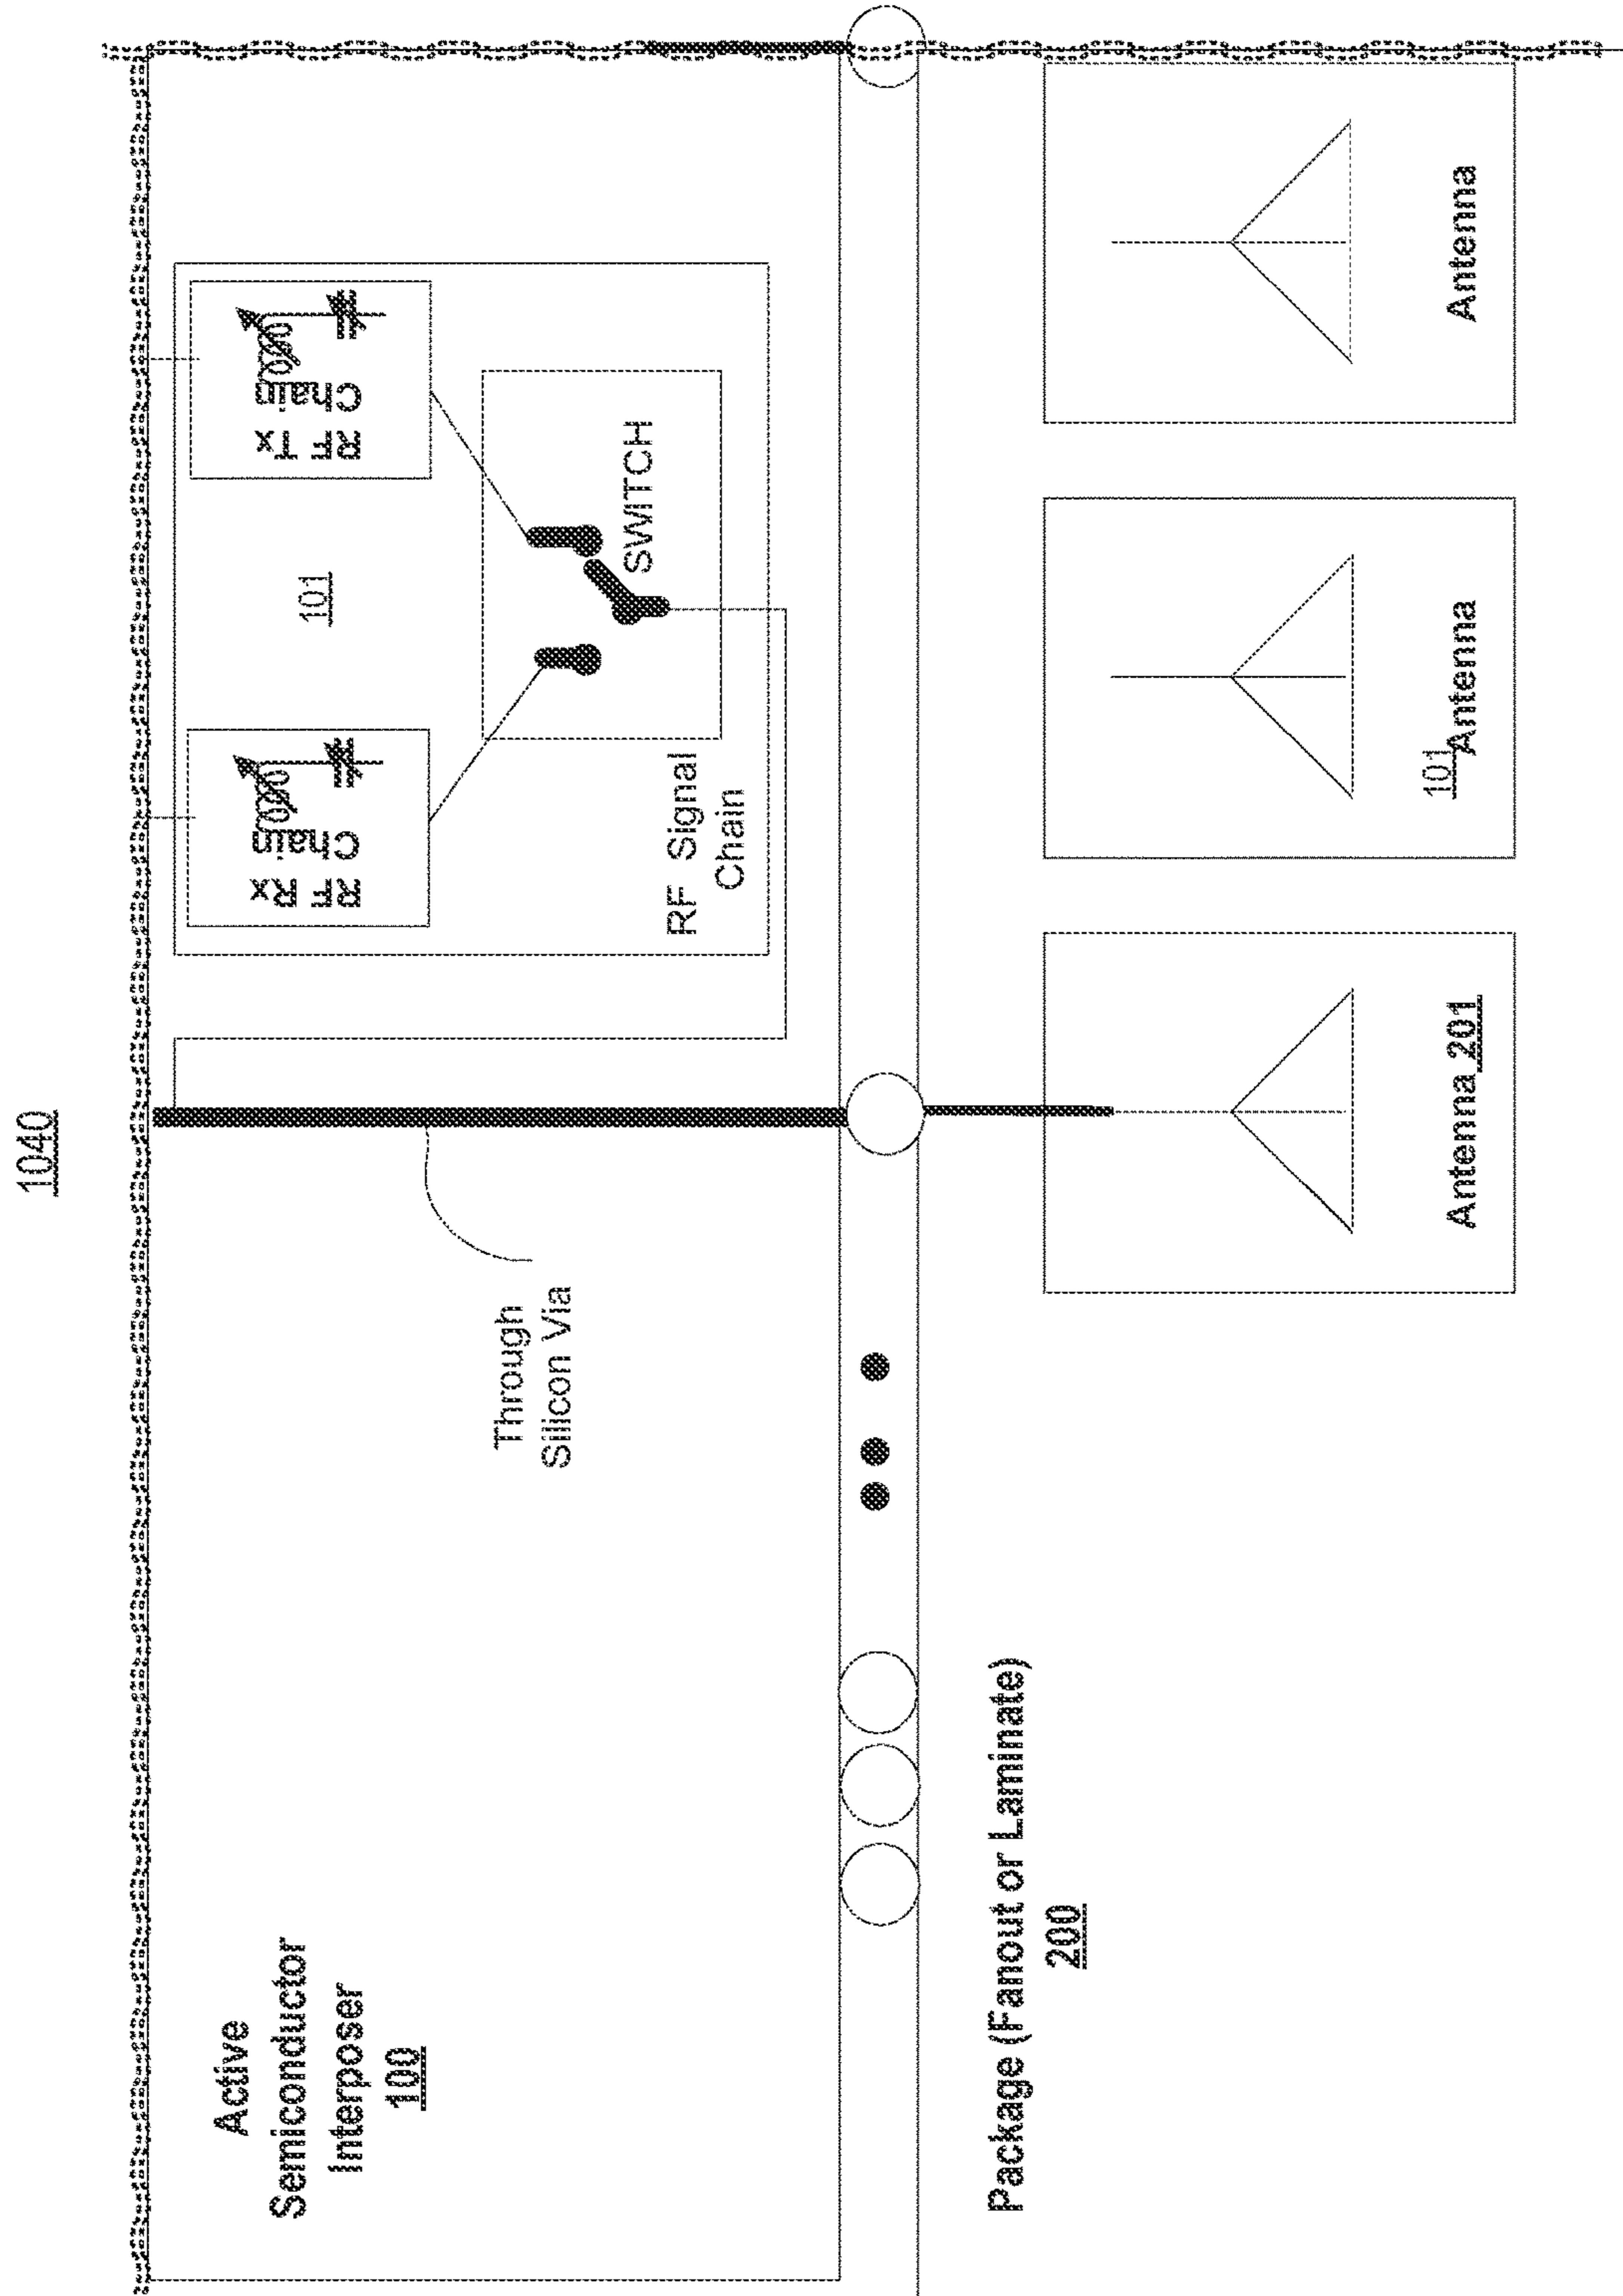 1040
Active
Semiconductor
Interposer
100
Through
Silicon Via
RF Rx
Chain
RF Tx
Chain
101
SWITCH
RF Signal
Chain
Package (Fanout or Laminate)
200
Antenna 201
101
Antenna
Antenna